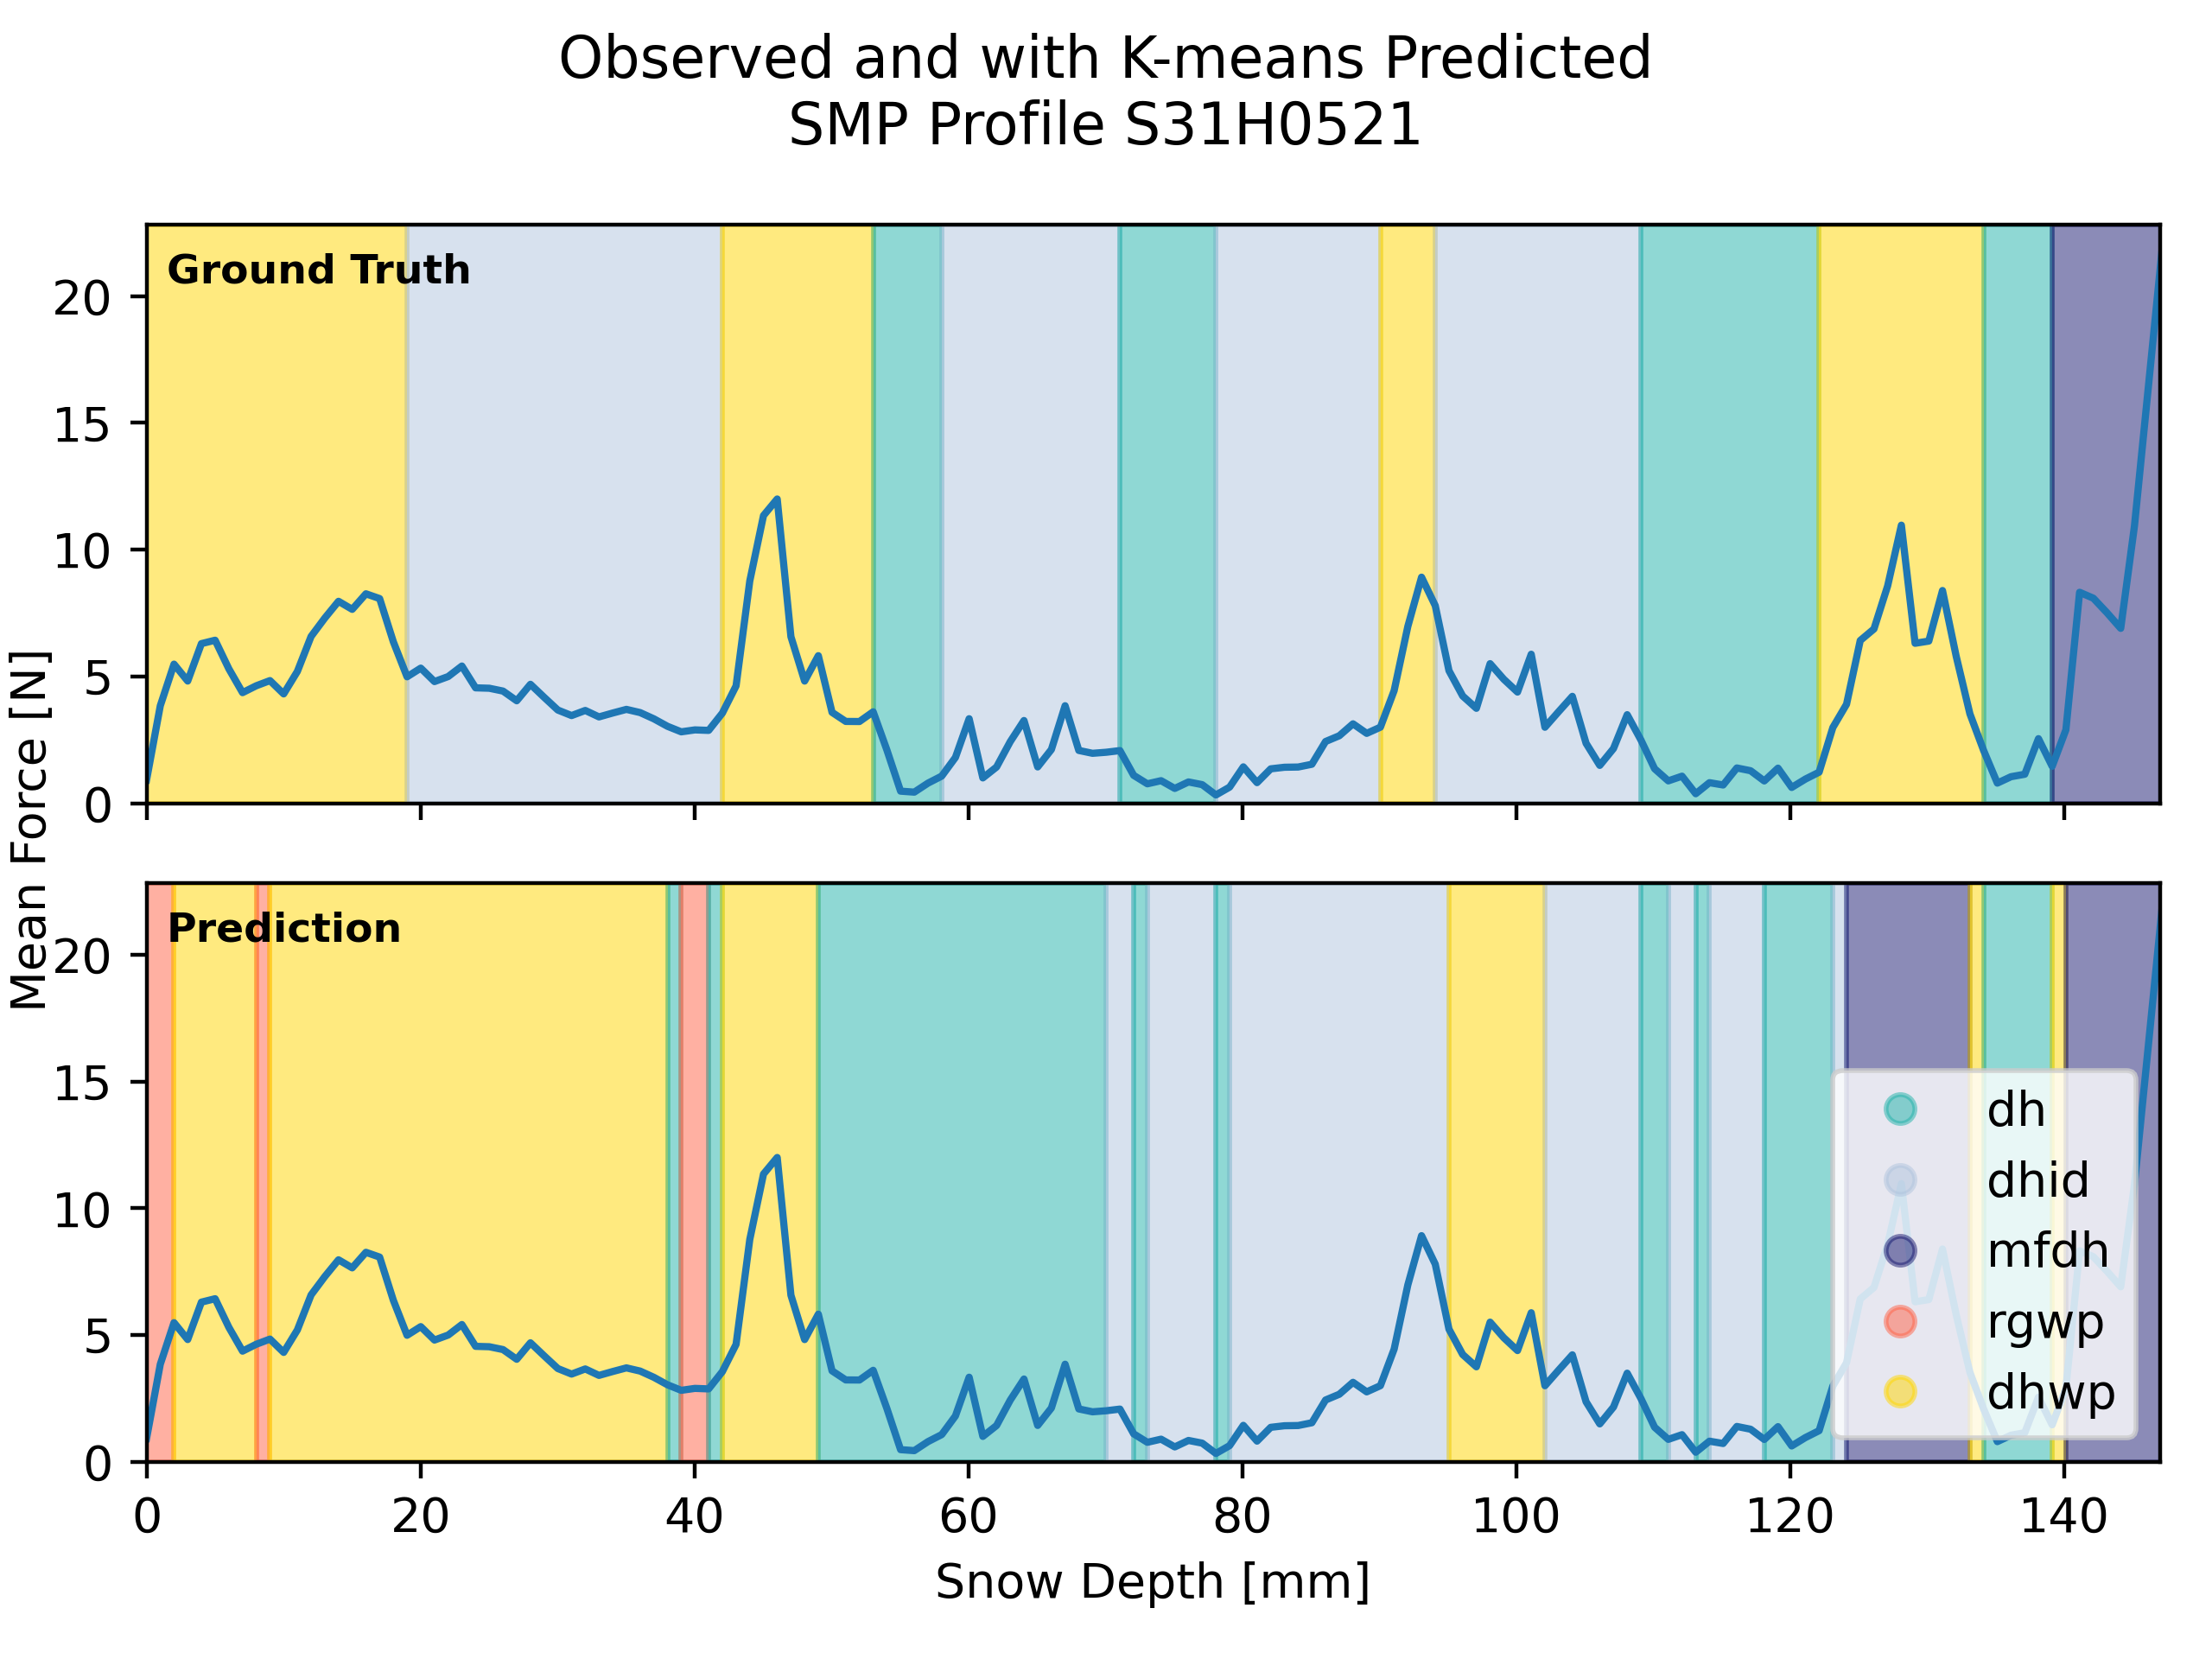 Observed and with K-means Predicted
SMP Profile S31H0521
Ground Truth
20
15
10
5
0
Mean Force [N]
Prediction
20
15
10
5
0
dh
dhid
mfdh
rgwp
dhwp
0 20 40 60 80 100 120 140
Snow Depth [mm]